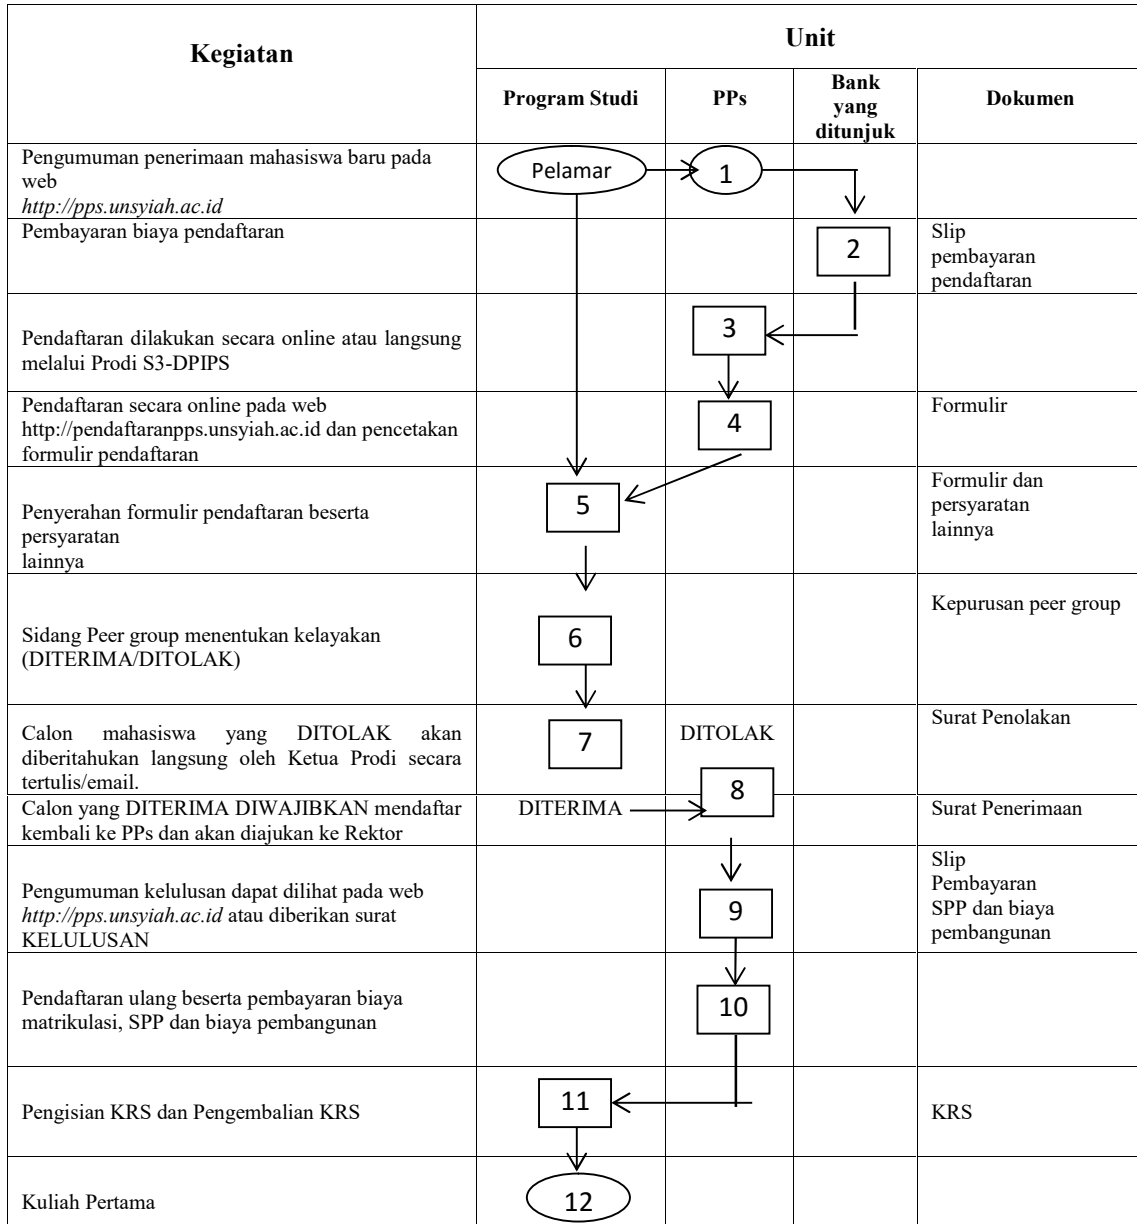 Kegiatan
Unit
Program Studi
PPs
Bank
yang
ditunjuk
Dokumen
Pengumuman penerimaan mahasiswa baru pada
web
http://pps.unsyiah.ac.id
Pelamar
1
Pembayaran biaya pendaftaran
2
Slip
pembayaran
pendaftaran
Pendaftaran dilakukan secara online atau langsung
melalui Prodi S3-DPIPS
3
Pendaftaran secara online pada web
http://pendaftaranpps.unsyiah.ac.id dan pencetakan
formulir pendaftaran
4
Formulir
Penyerahan formulir pendaftaran beserta
persyaratan
lainnya
5
Formulir dan
persyaratan
lainnya
Sidang Peer group menentukan kelayakan
(DITERIMA/DITOLAK)
6
Kepurusan peer group
Calon mahasiswa yang DITOLAK akan
diberitahukan langsung oleh Ketua Prodi secara
tertulis/email.
7
DITOLAK
Surat Penolakan
Calon yang DITERIMA DIWAJIBKAN mendaftar
kembali ke PPs dan akan diajukan ke Rektor
DITERIMA
8
Surat Penerimaan
Pengumuman kelulusan dapat dilihat pada web
http://pps.unsyiah.ac.id atau diberikan surat
KELULUSAN
9
Slip
Pembayaran
SPP dan biaya
pembangunan
Pendaftaran ulang beserta pembayaran biaya
matrikulasi, SPP dan biaya pembangunan
10
Pengisian KRS dan Pengembalian KRS
11
KRS
Kuliah Pertama
12